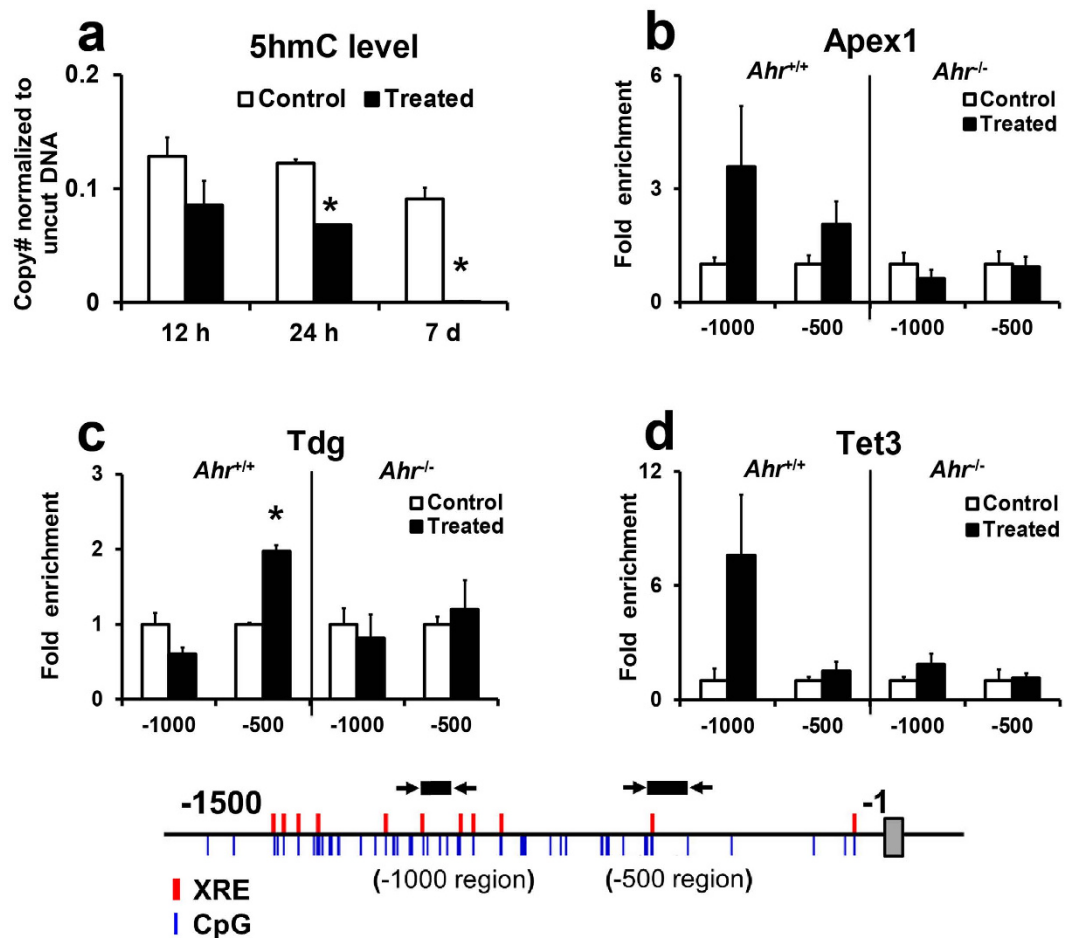 a
5hmC level
Copy# normalized to
uncut DNA
0.2
0.1
0
Control
Treated
*
*
12 h
24 h
7 d
b
Apex1
Ahr+/+
Ahr-/-
Control
Treated
Fold enrichment
6
3
0
-1000
-500
-1000
-500
c
Tdg
Ahr+/+
Ahr-/-
Control
Treated
*
Fold enrichment
3
2
1
0
-1000
-500
-1000
-500
d
Tet3
Ahr+/+
Ahr-/-
Control
Treated
Fold enrichment
12
6
0
-1000
-500
-1000
-500
-1500
-1
(-1000 region)
(-500 region)
XRE
CpG